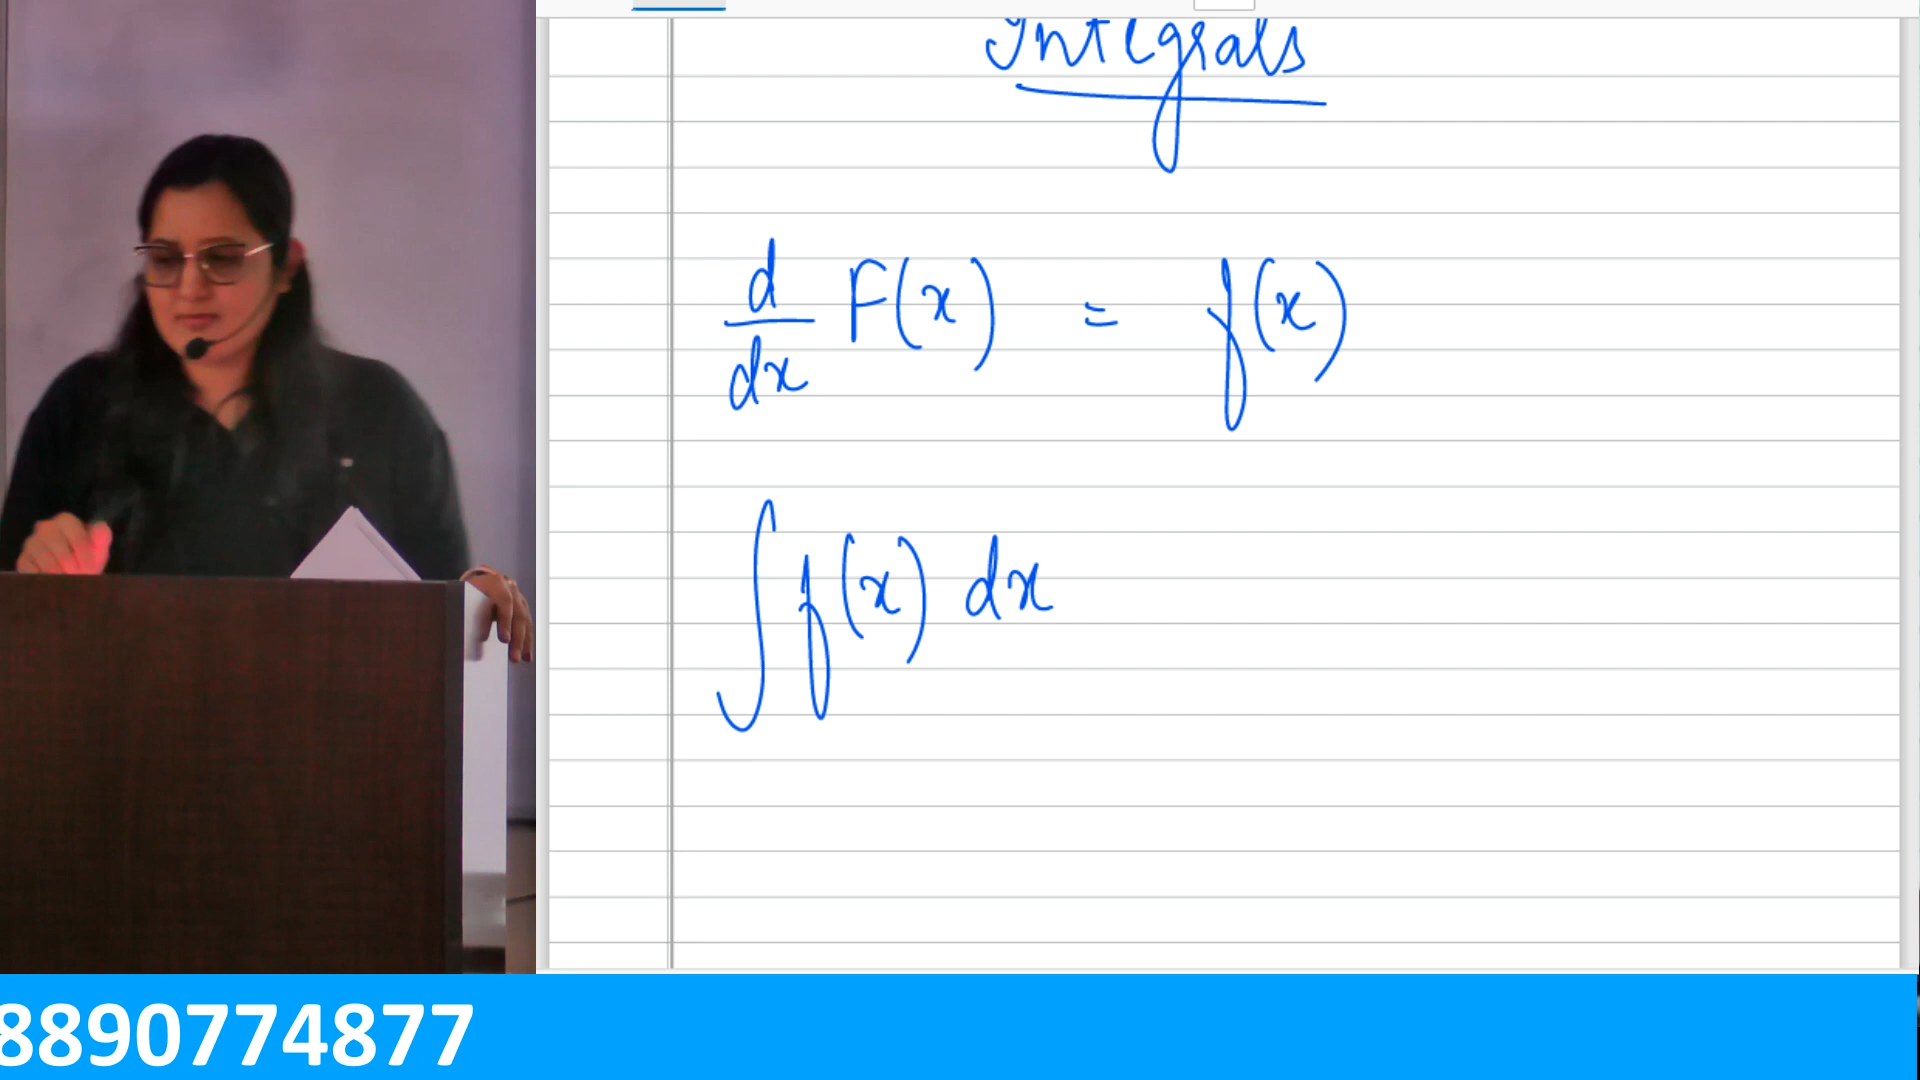 Integrals
d/dx F(x) = f(x)
∫ f(x) dx
8890774877